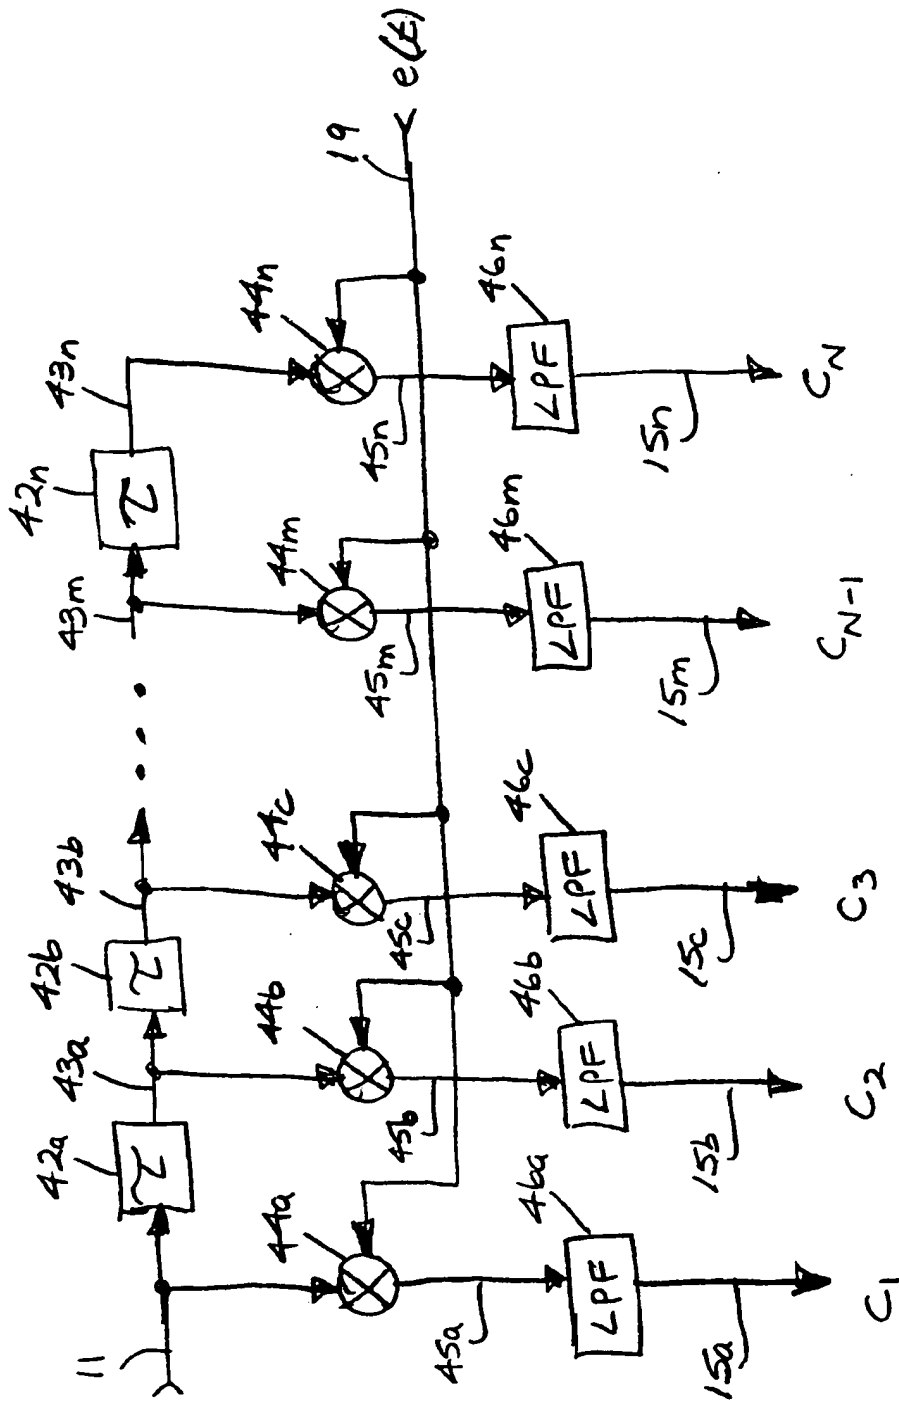 11
42a
43a
42b
43b
43m
42n
43n
τ
τ
τ
44a
44b
44c
44m
44n
19
e(t)
45a
45b
45c
45m
45n
46a
46b
46c
46m
46n
LPF
LPF
LPF
LPF
LPF
15a
15b
15c
15m
15n
C1
C2
C3
CN-1
CN